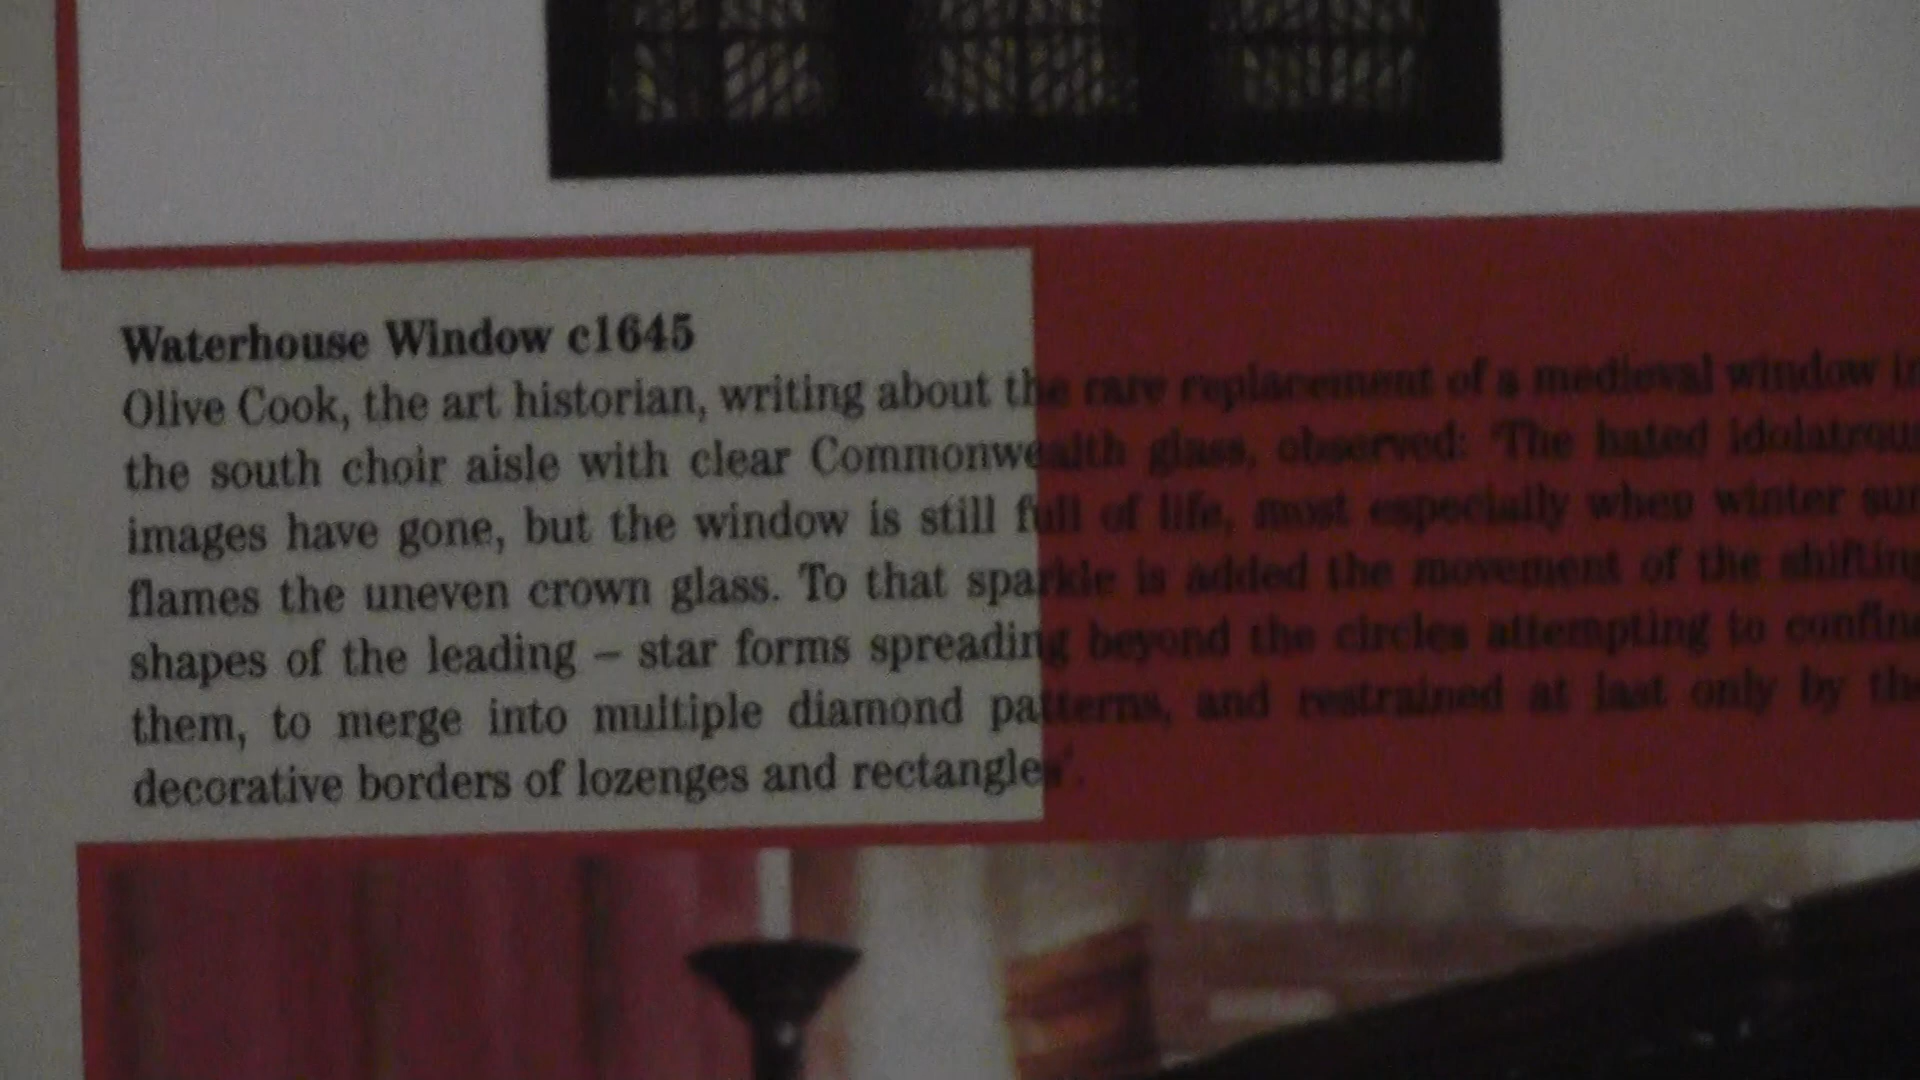 Waterhouse Window c1645
Olive Cook, the art historian, writing about the rare replacement of a medieval window in
the south choir aisle with clear Commonwealth glass, observed: 'The hated idolatrous
images have gone, but the window is still full of life, most especially when winter sun
flames the uneven crown glass. To that sparkle is added the movement of the shifting
shapes of the leading – star forms spreading beyond the circles attempting to confine
them, to merge into multiple diamond patterns, and restrained at last only by the
decorative borders of lozenges and rectangles'.